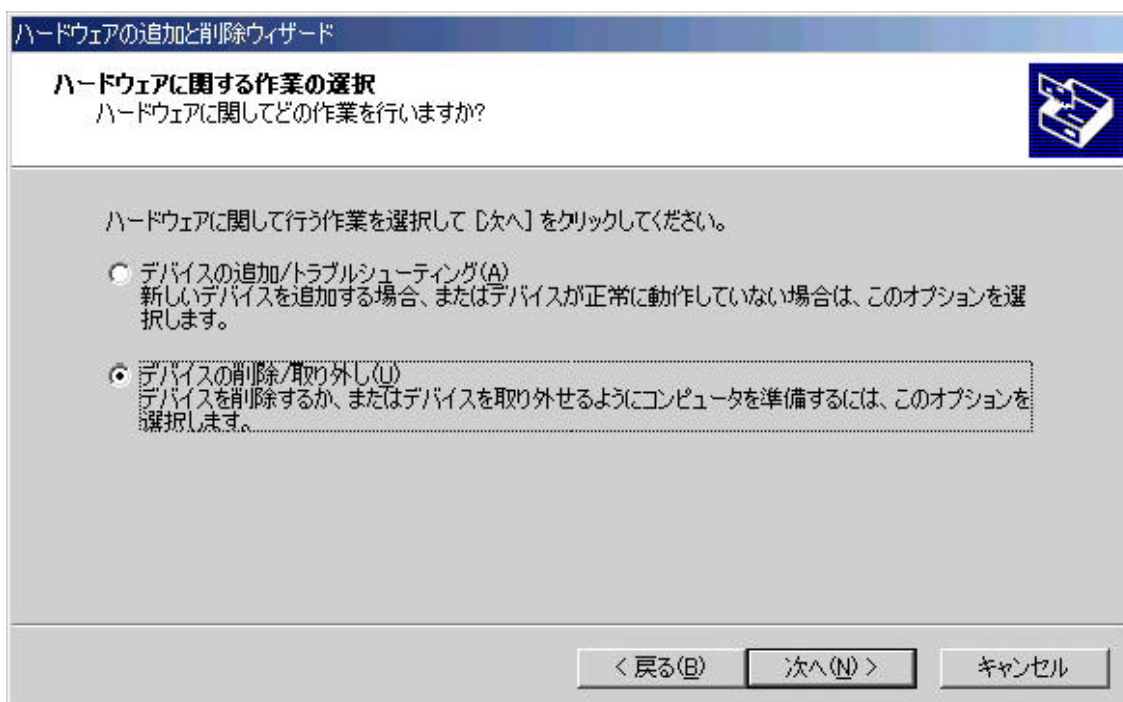 ハードウェアの追加と削除ウィザード
ハードウェアに関する作業の選択
ハードウェアに関してどの作業を行いますか?
ハードウェアに関して行う作業を選択して [次へ] をクリックしてください。
デバイスの追加/トラブルシューティング(A)
新しいデバイスを追加する場合、またはデバイスが正常に動作していない場合は、このオプションを選
択します。
デバイスの削除/取り外し(U)
デバイスを削除するか、またはデバイスを取り外せるようにコンピュータを準備するには、このオプションを
選択します。
< 戻る(B) 次へ(N) > キャンセル